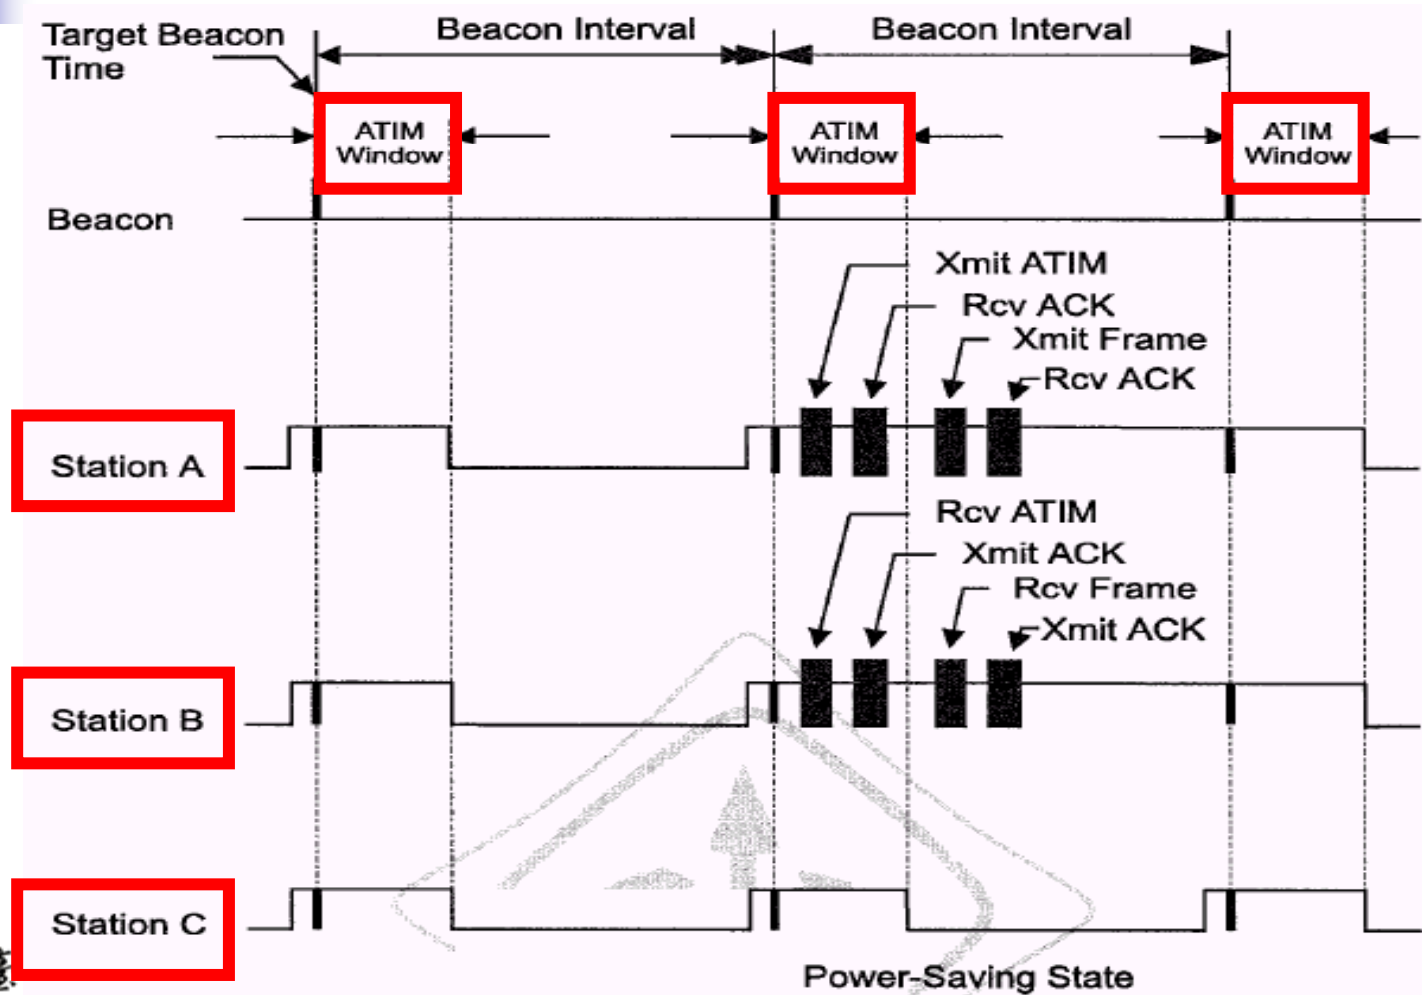 Target Beacon
Time
Beacon Interval
Beacon Interval
ATIM
Window
ATIM
Window
ATIM
Window
Beacon
Xmit ATIM
Rcv ACK
Xmit Frame
Rcv ACK
Station A
Rcv ATIM
Xmit ACK
Rcv Frame
Xmit ACK
Station B
Station C
Power-Saving State